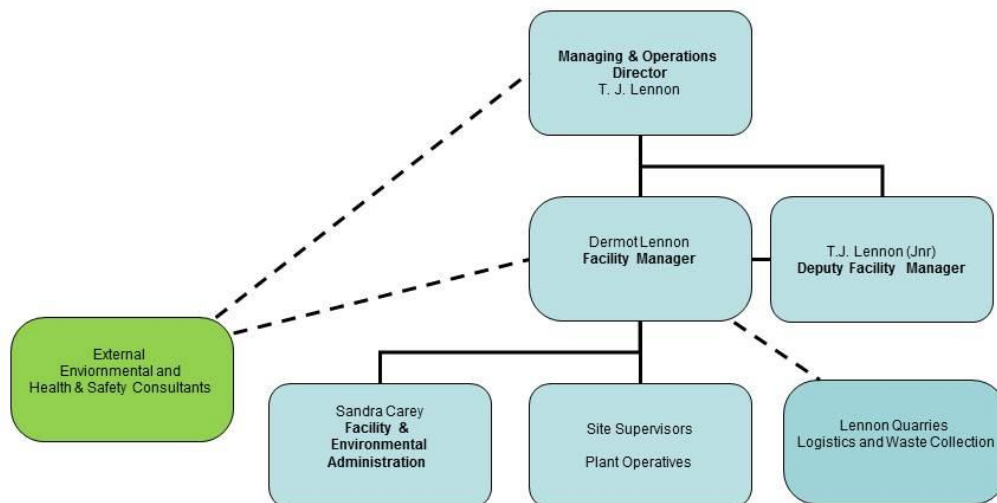 Managing & Operations
Director
T. J. Lennon
Dermot Lennon
Facility Manager
T.J. Lennon (Jnr)
Deputy Facility Manager
External
Enviornmental and
Health & Safety Consultants
Sandra Carey
Facility &
Environmental
Administration
Site Supervisors
Plant Operatives
Lennon Quarries
Logistics and Waste Collection